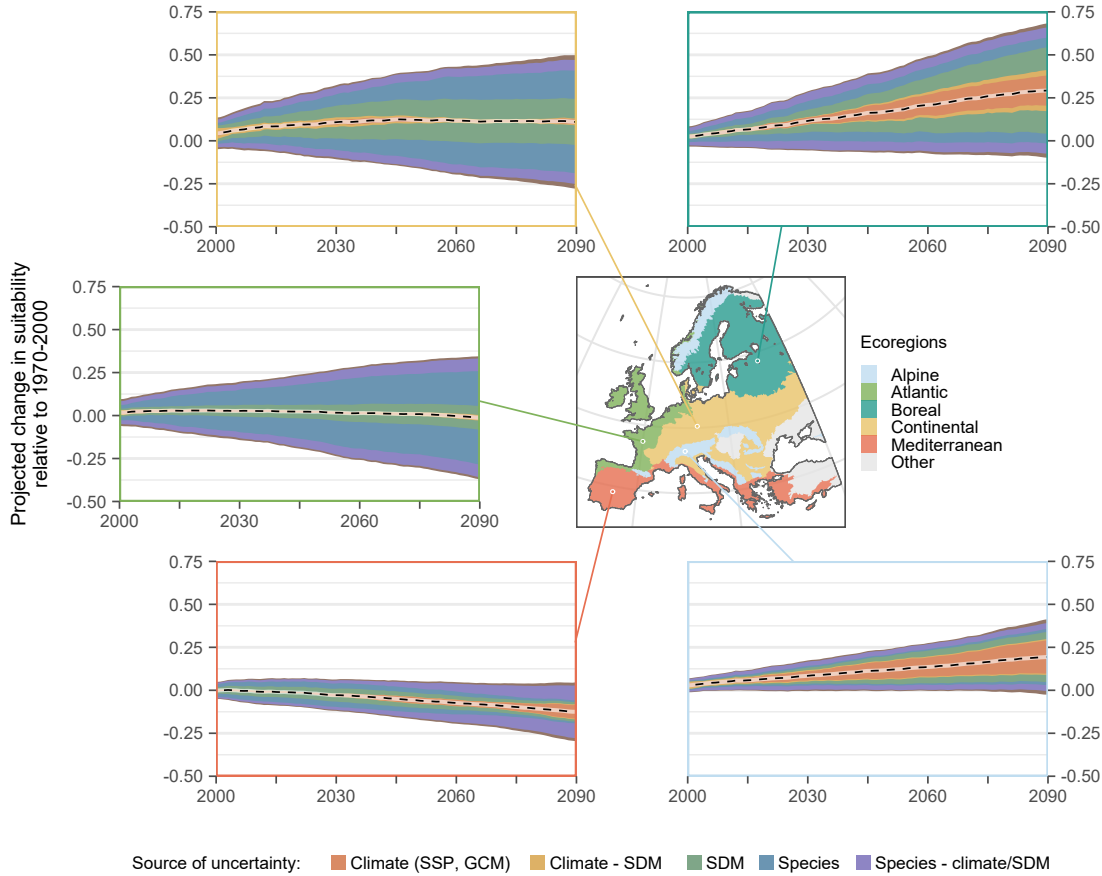 0.75
0.50
0.25
0.00
-0.25
-0.50
2000 2030 2060 2090
0.75
0.50
0.25
0.00
-0.25
-0.50
2000 2030 2060 2090
Projected change in suitability
relative to 1970-2000
0.75
0.50
0.25
0.00
-0.25
-0.50
2000 2030 2060 2090
Ecoregions
Alpine
Atlantic
Boreal
Continental
Mediterranean
Other
0.75
0.50
0.25
0.00
-0.25
-0.50
2000 2030 2060 2090
0.75
0.50
0.25
0.00
-0.25
-0.50
2000 2030 2060 2090
Source of uncertainty: Climate (SSP, GCM) Climate - SDM SDM Species Species - climate/SDM